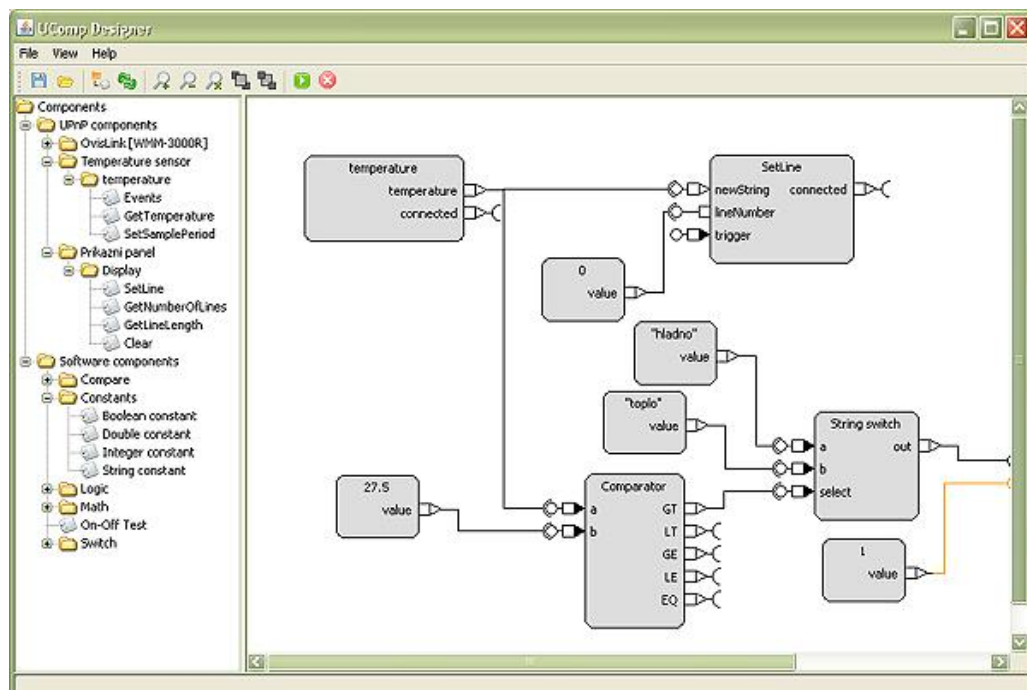 UComp Designer
File View Help
Components
UPnP components
OvisLink [WMM-3000R]
Temperature sensor
temperature
Events
GetTemperature
SetSamplePeriod
Prikazni panel
Display
SetLine
GetNumberOfLines
GetLineLength
Clear
Software components
Compare
Constants
Boolean constant
Double constant
Integer constant
String constant
Logic
Math
On-Off Test
Switch
temperature
temperature
connected
SetLine
newString connected
lineNumber
trigger
0
value
"hladno"
value
"toplo"
value
String switch
a out
b
select
27.5
value
Comparator
a GT
b LT
GE
LE
EQ
1
value